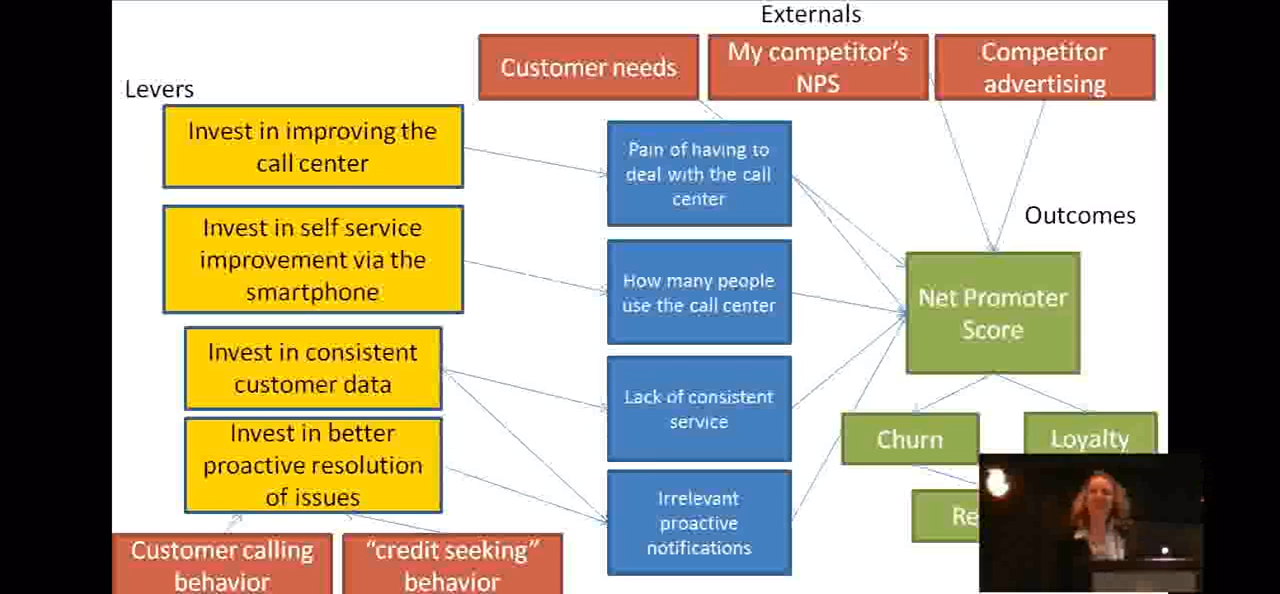 Externals
Customer needs
My competitor's
NPS
Competitor
advertising
Levers
Invest in improving the
call center
Invest in self service
improvement via the
smartphone
Invest in consistent
customer data
Invest in better
proactive resolution
of issues
Customer calling
behavior
“credit seeking”
behavior
Pain of having to
deal with the call
center
How many people
use the call center
Lack of consistent
service
Irrelevant
proactive
notifications
Outcomes
Net Promoter
Score
Churn
Loyalty